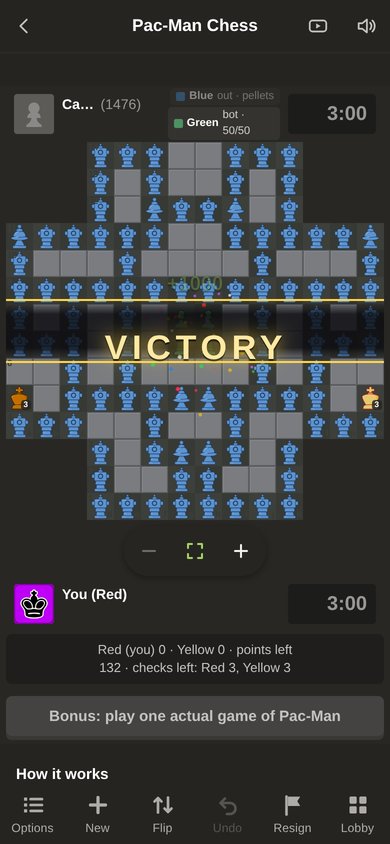 Pac-Man Chess
Blue out · pellets
Ca... (1476)
Green bot ·
50/50
3:00
+1000
VICTORY
3
3
You (Red)
3:00
Red (you) 0 · Yellow 0 · points left
132 · checks left: Red 3, Yellow 3
Bonus: play one actual game of Pac-Man
How it works
Options New Flip Undo Resign Lobby